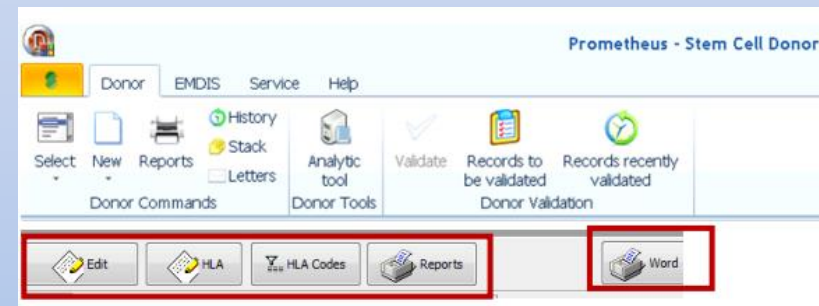 Prometheus - Stem Cell Donor
Donor EMDIS Service Help
History
Stack
Letters
Select New Reports
Analytic tool
Validate
Records to be validated
Records recently validated
Donor Commands Donor Tools Donor Validation
Edit HLA HLA Codes Reports Word